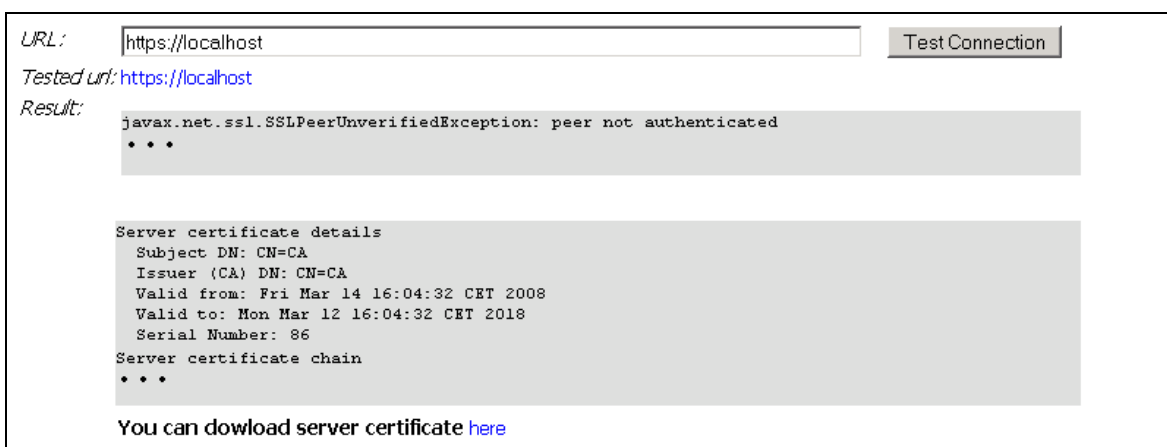 URL: https://localhost Test Connection
Tested url: https://localhost
Result:
javax.net.ssl.SSLPeerUnverifiedException: peer not authenticated
• • •
Server certificate details
Subject DN: CN=CA
Issuer (CA) DN: CN=CA
Valid from: Fri Mar 14 16:04:32 CET 2008
Valid to: Mon Mar 12 16:04:32 CET 2018
Serial Number: 86
Server certificate chain
• • •
You can dowload server certificate here